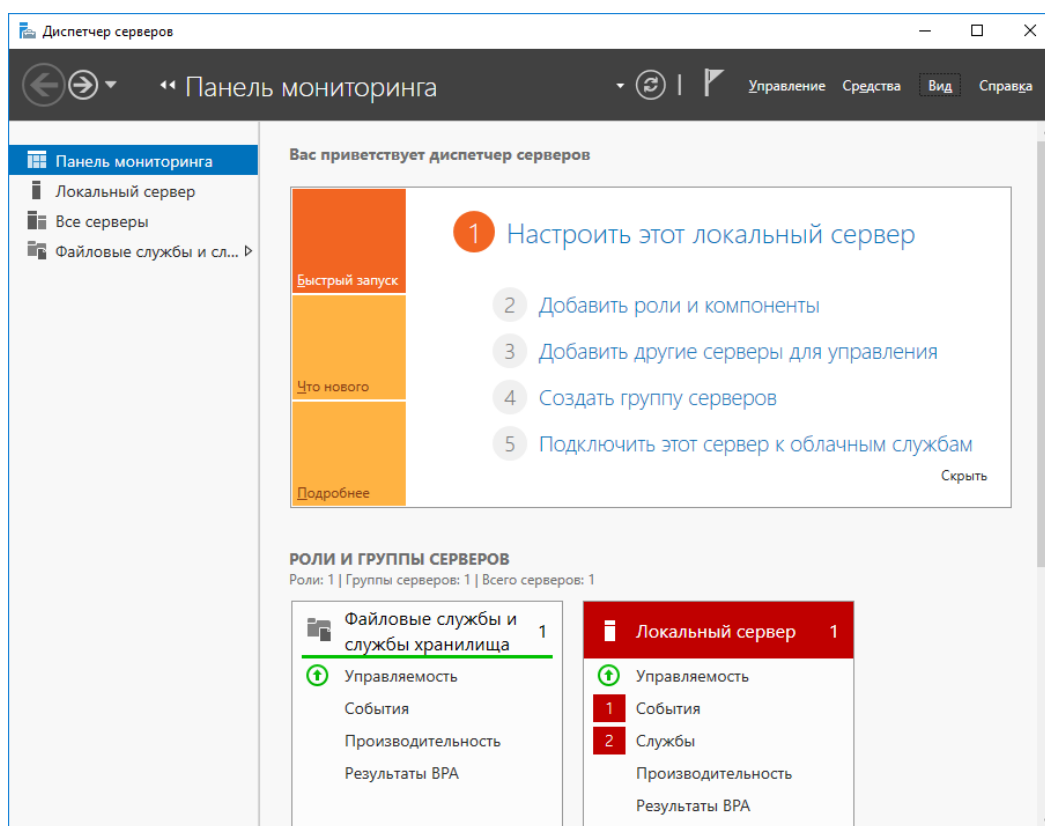 Диспетчер серверов
Панель мониторинга
Управление Средства Вид Справка
Панель мониторинга
Локальный сервер
Все серверы
Файловые службы и сл...
Вас приветствует диспетчер серверов
Быстрый запуск
Что нового
Подробнее
1 Настроить этот локальный сервер
2 Добавить роли и компоненты
3 Добавить другие серверы для управления
4 Создать группу серверов
5 Подключить этот сервер к облачным службам
Скрыть
РОЛИ И ГРУППЫ СЕРВЕРОВ
Роли: 1 | Группы серверов: 1 | Всего серверов: 1
Файловые службы и
службы хранилища
1
Управляемость
События
Производительность
Результаты BPA
Локальный сервер 1
Управляемость
1 События
2 Службы
Производительность
Результаты BPA